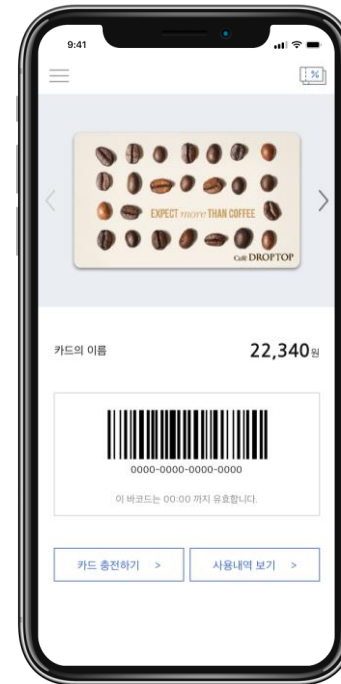 9:41
%
EXPECT more THAN COFFEE
Café DROPTOP
카드의 이름
22,340원
0000-0000-0000-0000
이 바코드는 00:00 까지 유효합니다.
카드 충전하기 >
사용내역 보기 >